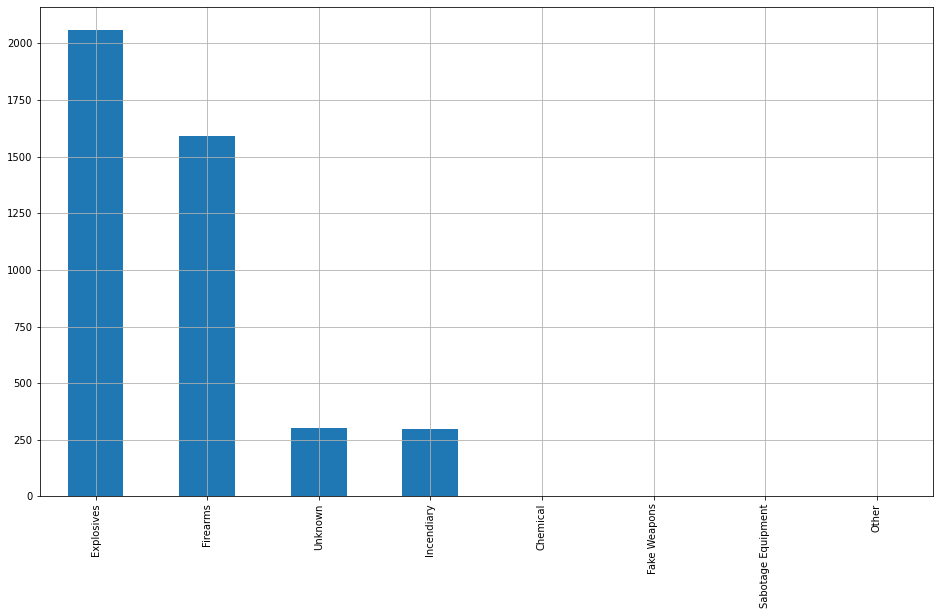 2000
1750
1500
1250
1000
750
500
250
0
Explosives
Firearms
Unknown
Incendiary
Chemical
Fake Weapons
Sabotage Equipment
Other